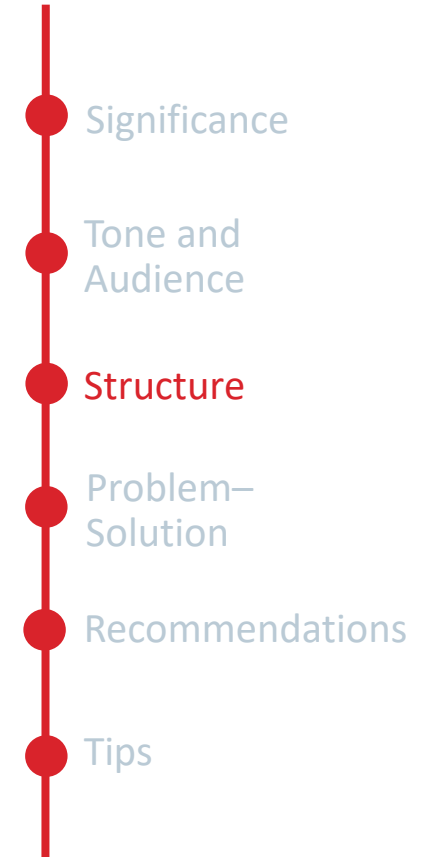 Significance
Tone and
Audience
Structure
Problem–
Solution
Recommendations
Tips